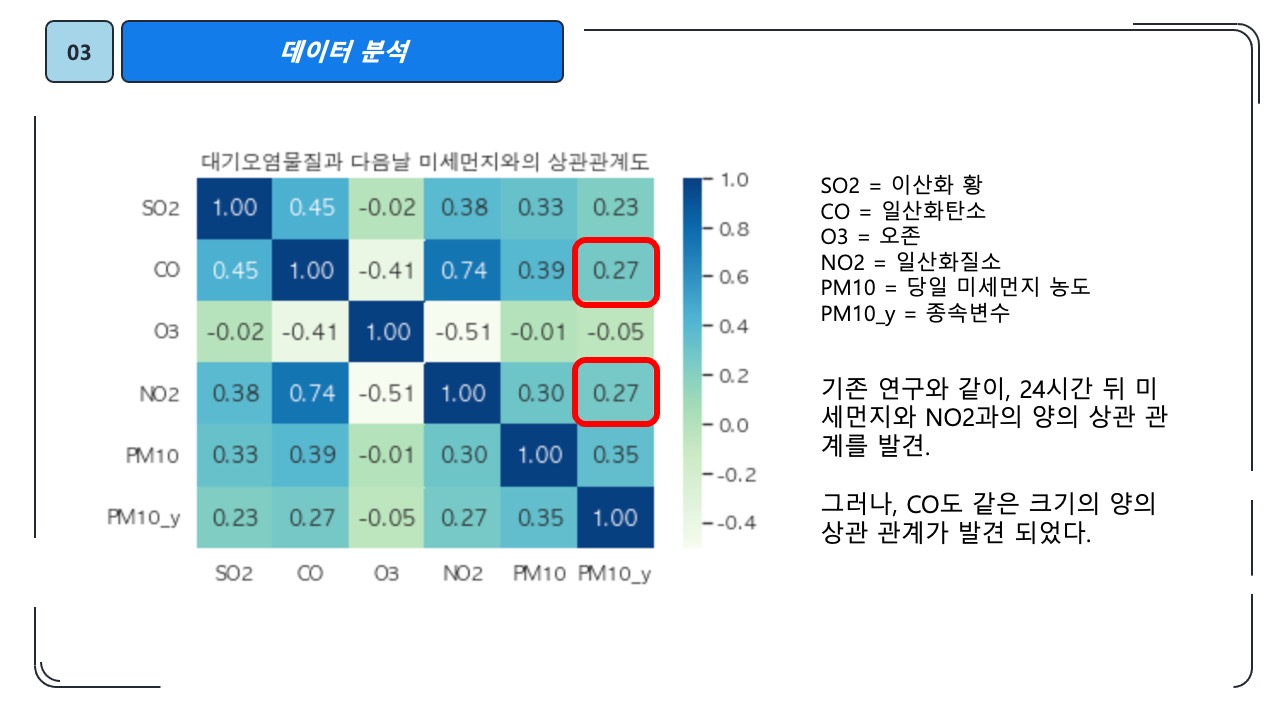 03
데이터 분석
대기오염물질과 다음날 미세먼지와의 상관관계도
SO2 1.00 0.45 -0.02 0.38 0.33 0.23
CO 0.45 1.00 -0.41 0.74 0.39 0.27
O3 -0.02 -0.41 1.00 -0.51 -0.01 -0.05
NO2 0.38 0.74 -0.51 1.00 0.30 0.27
PM10 0.33 0.39 -0.01 0.30 1.00 0.35
PM10_y 0.23 0.27 -0.05 0.27 0.35 1.00
SO2 CO O3 NO2 PM10 PM10_y
1.0
0.8
0.6
0.4
0.2
0.0
-0.2
-0.4
SO2 = 이산화 황
CO = 일산화탄소
O3 = 오존
NO2 = 일산화질소
PM10 = 당일 미세먼지 농도
PM10_y = 종속변수
기존 연구와 같이, 24시간 뒤 미
세먼지와 NO2과의 양의 상관 관
계를 발견.
그러나, CO도 같은 크기의 양의
상관 관계가 발견 되었다.